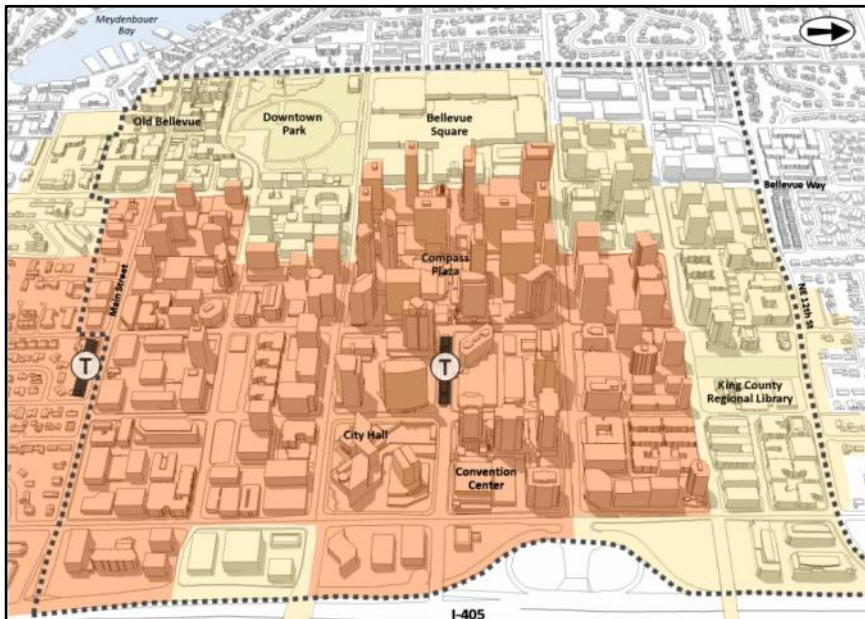 Meydenbauer
Bay
Old Bellevue
Downtown
Park
Bellevue
Square
Bellevue Way
Compass
Plaza
Main Street
NE 12th St
T
T
King County
Regional Library
City Hall
Convention
Center
I-405